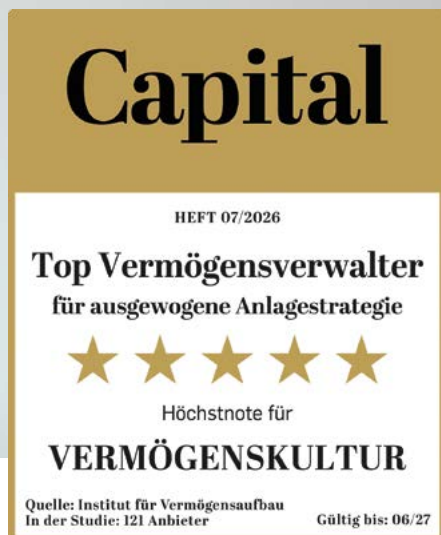 Capital
HEFT 07/2026
Top Vermögensverwalter
für ausgewogene Anlagestrategie
Höchstnote für
VERMÖGENSKULTUR
Quelle: Institut für Vermögensaufbau
In der Studie: 121 Anbieter Gültig bis: 06/27